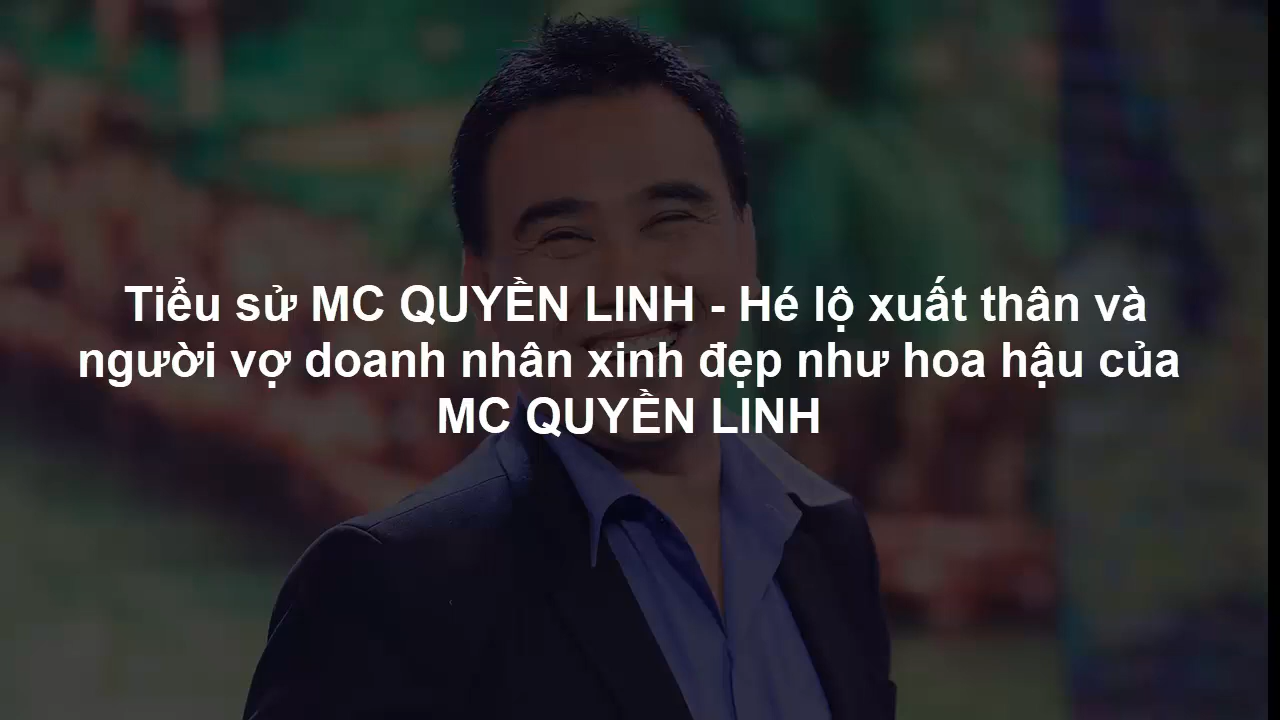 Tiểu sử MC QUYỀN LINH - Hé lộ xuất thân và
người vợ doanh nhân xinh đẹp như hoa hậu của
MC QUYỀN LINH